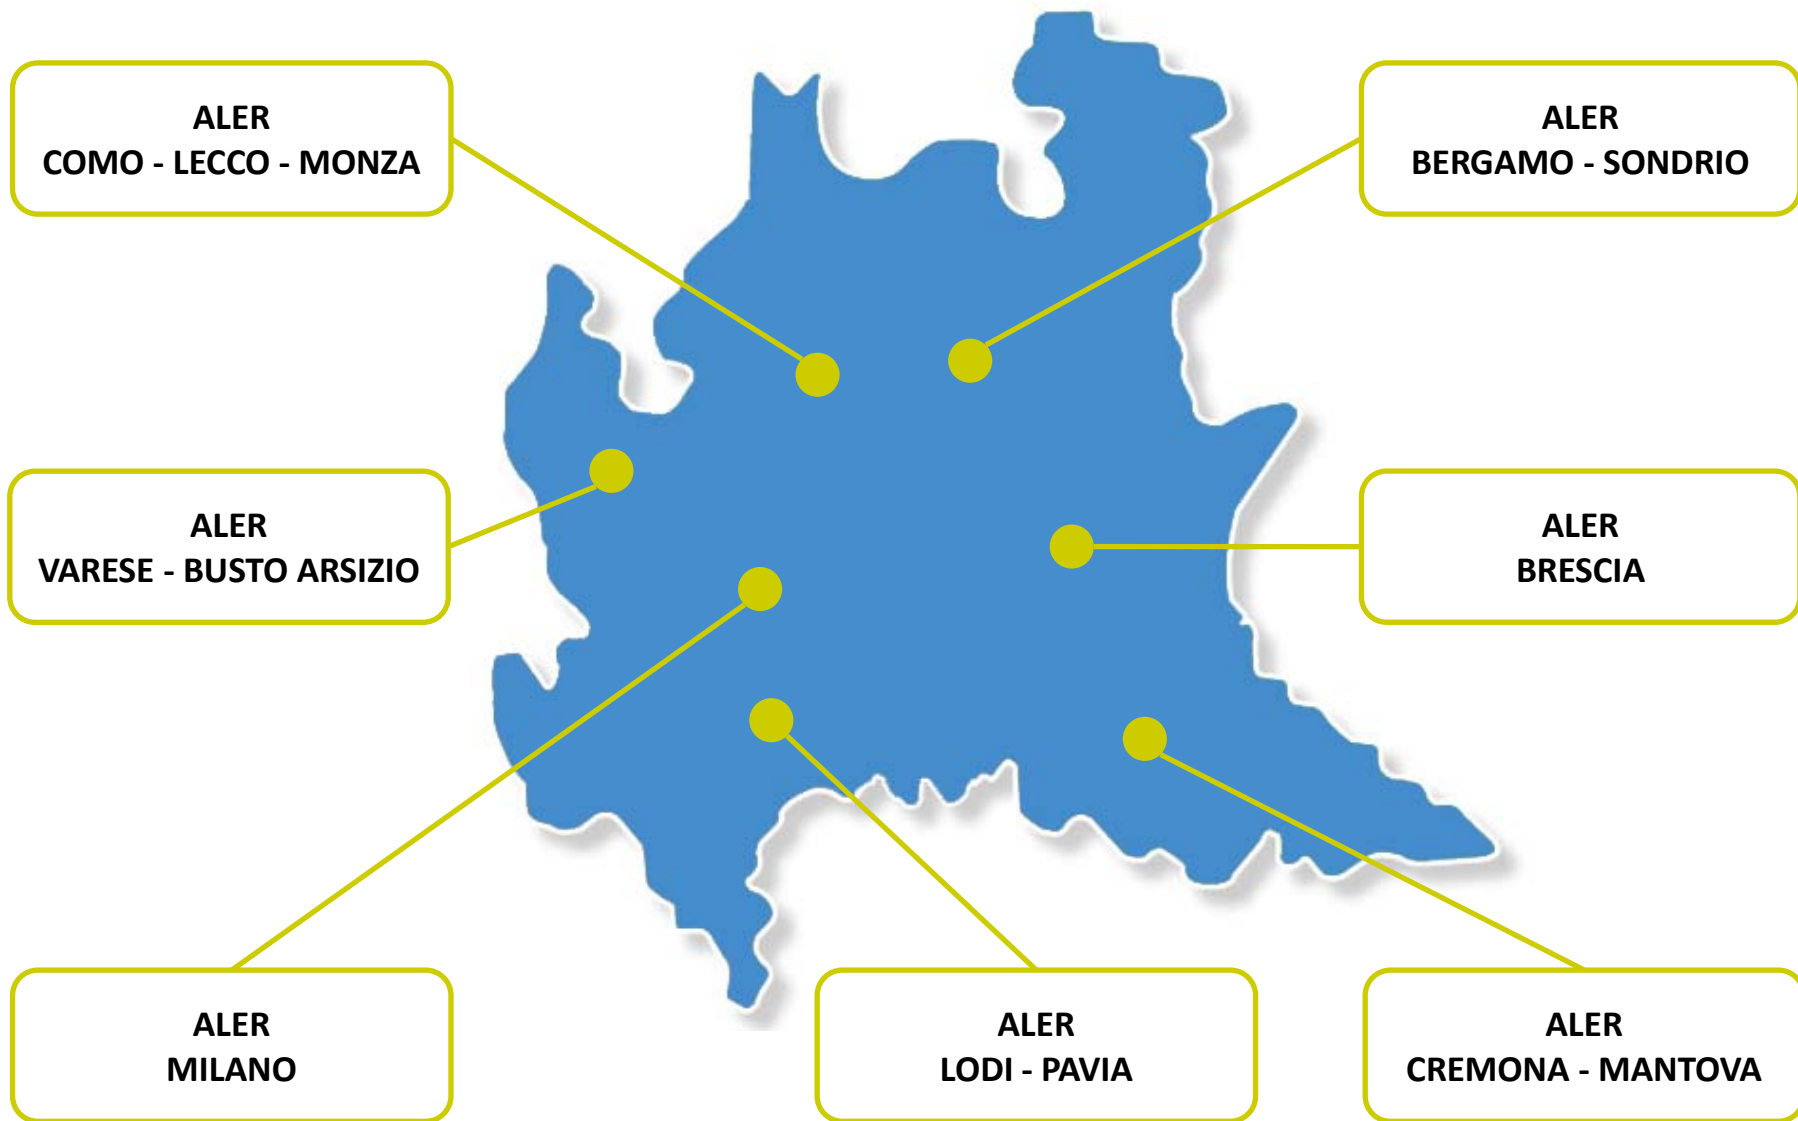 ALER
COMO - LECCO - MONZA
ALER
BERGAMO - SONDRIO
ALER
VARESE - BUSTO ARSIZIO
ALER
BRESCIA
ALER
MILANO
ALER
LODI - PAVIA
ALER
CREMONA - MANTOVA